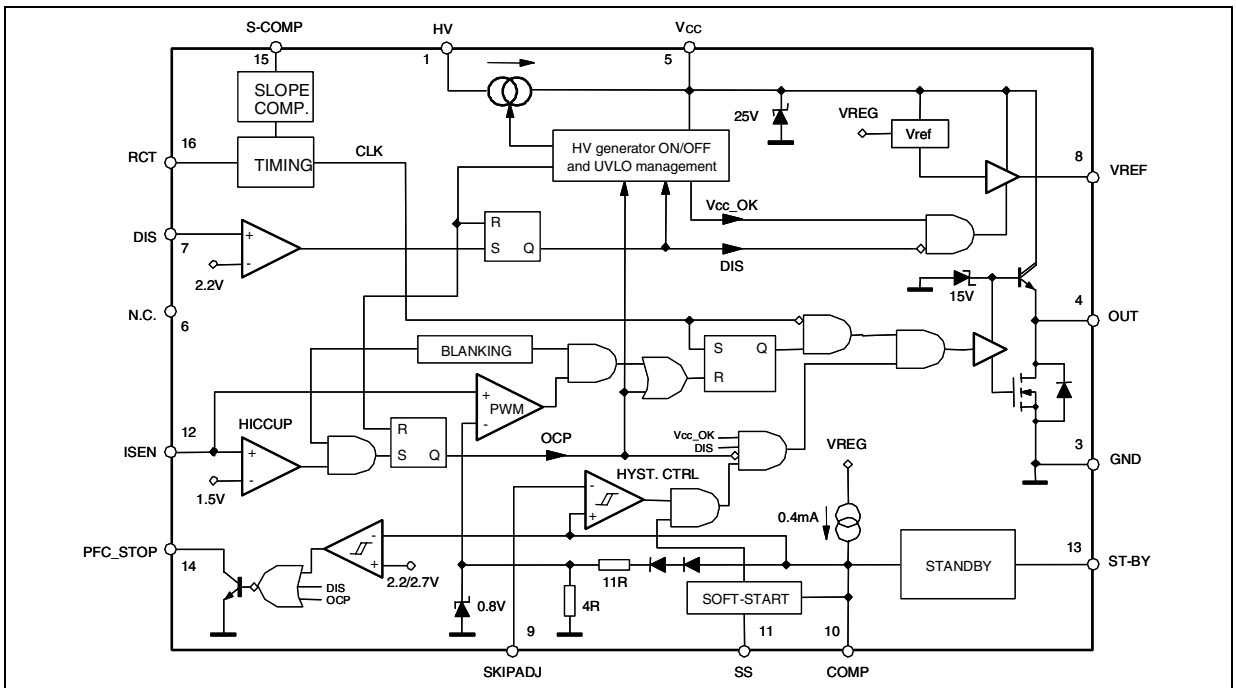 S-COMP
HV
VCC
15
1
5
SLOPE
COMP.
25V
VREG
Vref
16
RCT
TIMING
CLK
HV generator ON/OFF
and UVLO management
8
VREF
Vcc_OK
DIS
7
+
-
2.2V
R
S
Q
DIS
15V
4
OUT
N.C.
6
BLANKING
S
Q
R
+
-
PWM
12
ISEN
HICCUP
+
-
1.5V
R
S
Q
OCP
Vcc_OK
DIS
VREG
3
GND
HYST. CTRL
-
+
0.4mA
PFC_STOP
14
-
+
2.2/2.7V
DIS
OCP
11R
4R
0.8V
STANDBY
13
ST-BY
SOFT-START
9
11
10
SKIPADJ
SS
COMP